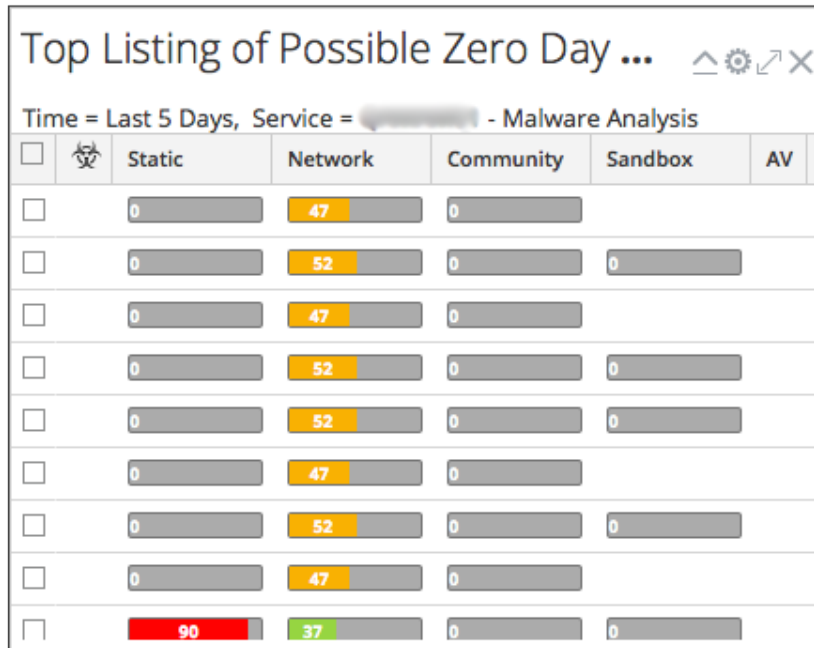 Top Listing of Possible Zero Day ...
Time = Last 5 Days, Service = - Malware Analysis
Static Network Community Sandbox AV
0 47 0
0 52 0 0
0 47 0
0 52 0 0
0 52 0 0
0 47 0
0 52 0 0
0 47 0
90 37 0 0